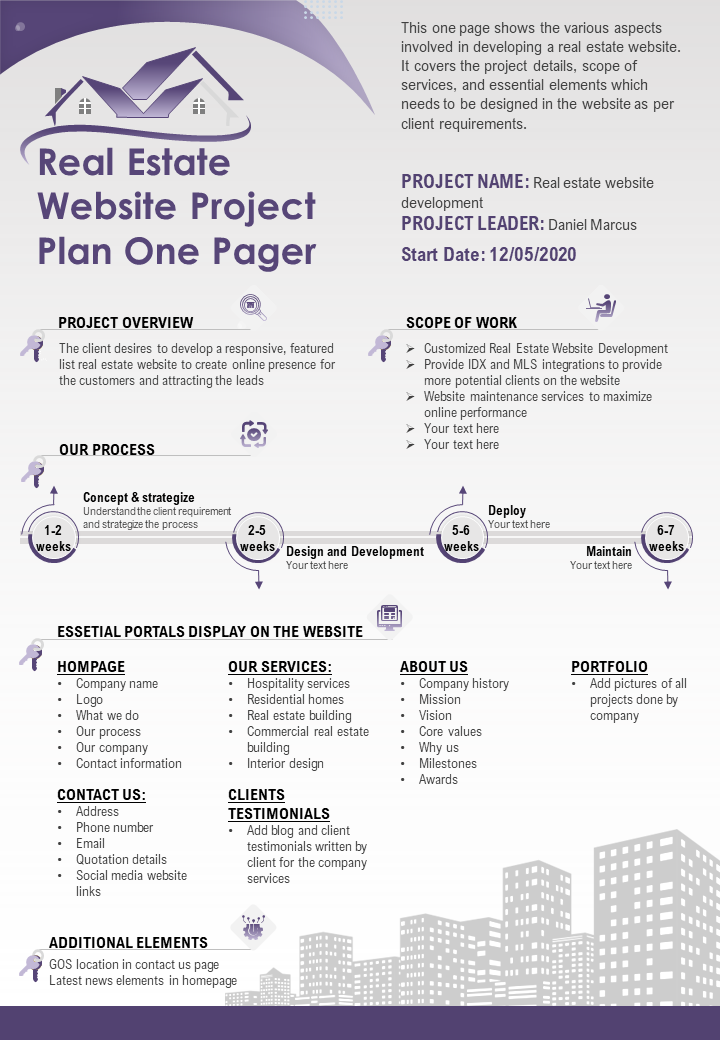 Real Estate
Website Project
Plan One Pager
This one page shows the various aspects
involved in developing a real estate website.
It covers the project details, scope of
services, and essential elements which
needs to be designed in the website as per
client requirements.
PROJECT NAME: Real estate website
development
PROJECT LEADER: Daniel Marcus
Start Date: 12/05/2020
PROJECT OVERVIEW
The client desires to develop a responsive, featured
list real estate website to create online presence for
the customers and attracting the leads
SCOPE OF WORK
➢ Customized Real Estate Website Development
➢ Provide IDX and MLS integrations to provide
more potential clients on the website
➢ Website maintenance services to maximize
online performance
➢ Your text here
➢ Your text here
OUR PROCESS
1-2
weeks
Concept & strategize
Understand the client requirement
and strategize the process
2-5
weeks
Design and Development
Your text here
5-6
weeks
Deploy
Your text here
6-7
weeks
Maintain
Your text here
ESSETIAL PORTALS DISPLAY ON THE WEBSITE
HOMPAGE
• Company name
• Logo
• What we do
• Our process
• Our company
• Contact information
OUR SERVICES:
• Hospitality services
• Residential homes
• Real estate building
• Commercial real estate
building
• Interior design
ABOUT US
• Company history
• Mission
• Vision
• Core values
• Why us
• Milestones
• Awards
PORTFOLIO
• Add pictures of all
projects done by
company
CONTACT US:
• Address
• Phone number
• Email
• Quotation details
• Social media website
links
CLIENTS
TESTIMONIALS
• Add blog and client
testimonials written by
client for the company
services
ADDITIONAL ELEMENTS
GOS location in contact us page
Latest news elements in homepage